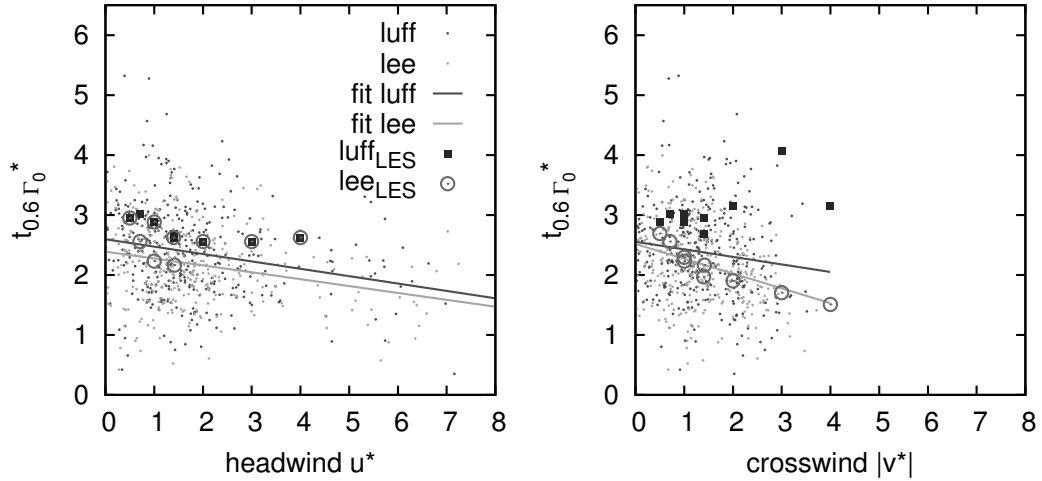 6
5
4
3
2
1
0
t0.6 Γ0*
luff
lee
fit luff
fit lee
luffLES
leeLES
0 1 2 3 4 5 6 7 8
headwind u*
6
5
4
3
2
1
0
t0.6 Γ0*
0 1 2 3 4 5 6 7 8
crosswind |v*|